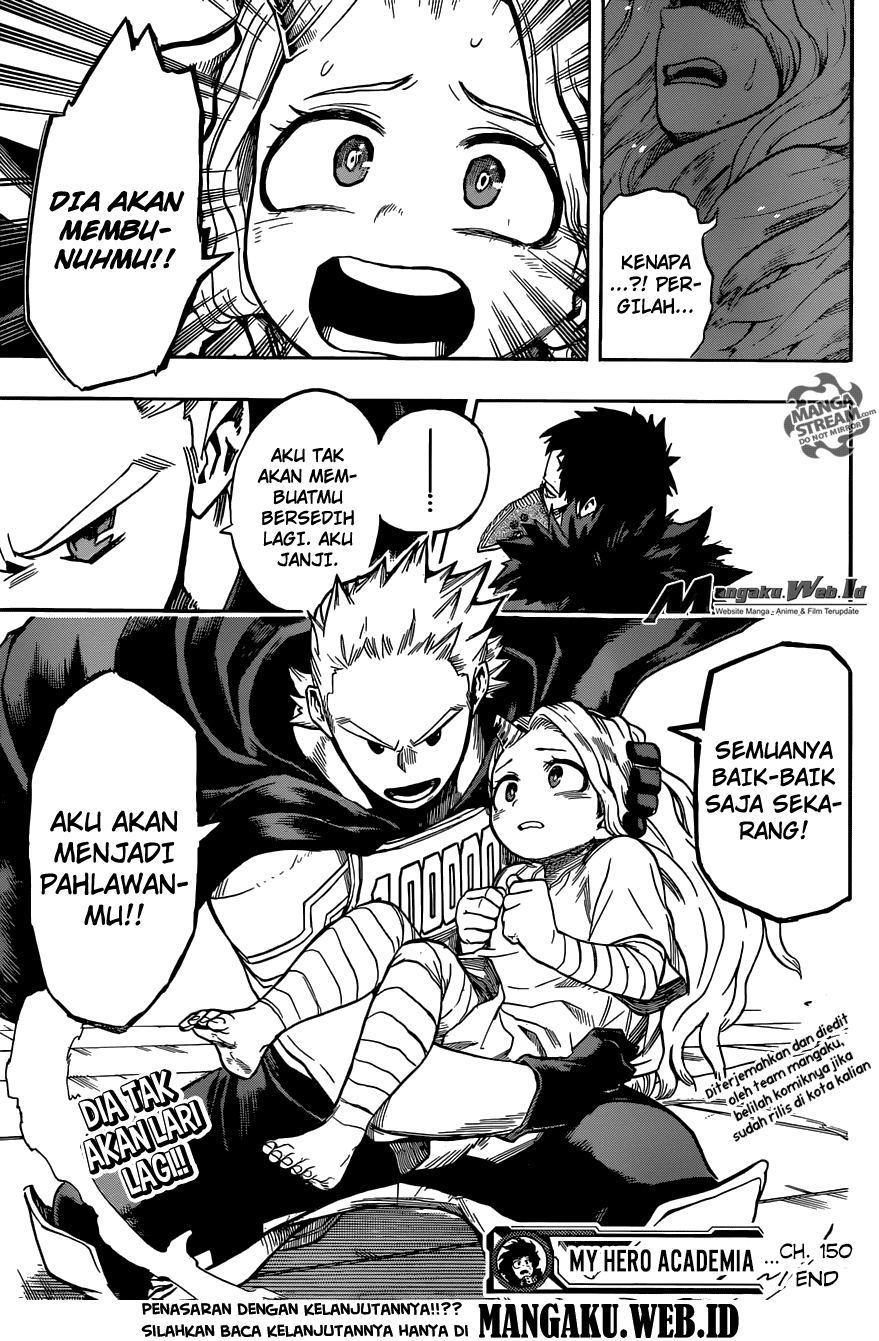 KENAPA
...?! PER-
GILAH...
DIA AKAN
MEMBU-
NUHMU!!
MANGA
STREAM.com
DO NOT MIRROR
......
AKU TAK
AKAN MEM-
BUATMU
BERSEDIH
LAGI. AKU
JANJI.
Mangaku.Web.Id
Website Manga - Anime & Film Terupdate
SEMUANYA
BAIK-BAIK
SAJA SEKA-
RANG!
AKU AKAN
MENJADI
PAHLAWAN-
MU!!
10000
Diterjemahkan dan diedit
oleh team mangaku,
belilah komiknya jika
sudah rilis di kota kalian
DIA TAK
AKAN LARI
LAGI!!
MY HERO ACADEMIA
...CH. 150
END
PENASARAN DENGAN KELANJUTANNYA!!??
SILAHKAN BACA KELANJUTANNYA HANYA DI
MANGAKU.WEB.ID